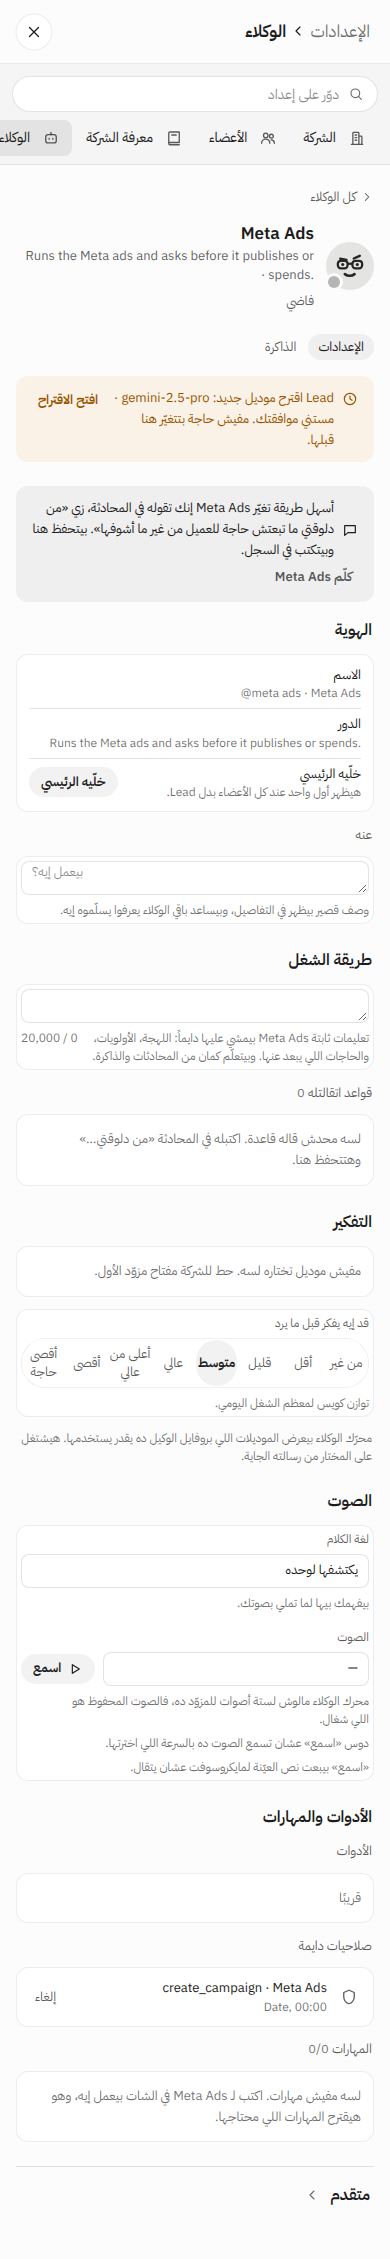 الإعدادات › الوكلاء
دوّر على إعداد
الشركة
الأعضاء
معرفة الشركة
الوكلاء
كل الوكلاء
Meta Ads
Runs the Meta ads and asks before it publishes or
spends. ·
فاضي
الإعدادات
الذاكرة
Lead اقترح موديل جديد: gemini-2.5-pro ·
مستني موافقتك. مفيش حاجة بتتغيّر هنا
قبلها.
افتح الاقتراح
أسهل طريقة تغيّر Meta Ads إنك تقوله في المحادثة، زي «من
دلوقتي ما تبعتش حاجة للعميل من غير ما أشوفها». بيتحفظ هنا
وبيتكتب في السجل.
كلّم Meta Ads
الهوية
الاسم
@meta ads · Meta Ads
الدور
Runs the Meta ads and asks before it publishes or spends.
خلّيه الرئيسي
هيظهر أول واحد عند كل الأعضاء بدل Lead.
خلّيه الرئيسي
عنه
بيعمل إيه؟
وصف قصير بيظهر في التفاصيل، وبيساعد باقي الوكلاء يعرفوا يسلّموه إيه.
طريقة الشغل
تعليمات ثابتة Meta Ads بيمشي عليها دايماً: اللهجة، الأولويات،
والحاجات اللي يبعد عنها. وبيتعلّم كمان من المحادثات والذاكرة.
0 / 20,000
قواعد اتقالتله 0
لسه محدش قاله قاعدة. اكتبله في المحادثة «من دلوقتي…»
وهتتحفظ هنا.
التفكير
مفيش موديل نختاره لسه. حط للشركة مفتاح مزوّد الأول.
قد إيه يفكر قبل ما يرد
من غير
أقل
قليل
متوسط
عالي
أعلى من
عالي
أقصى
أقصى
حاجة
توازن كويس لمعظم الشغل اليومي.
محرّك الوكلاء بيعرض الموديلات اللي بروفايل الوكيل ده يقدر يستخدمها. هيشتغل
على المختار من رسالته الجاية.
الصوت
لغة الكلام
يكتشفها لوحده
بيفهمك بيها لما تملي بصوتك.
الصوت
—
اسمع
محرك الوكلاء مالوش لستة أصوات للمزوّد ده، فالصوت المحفوظ هو
اللي شغال.
دوس «اسمع» عشان تسمع الصوت ده بالسرعة اللي اخترتها.
«اسمع» بيبعت نص العيّنة لمايكروسوفت عشان يتقال.
الأدوات والمهارات
الأدوات
قريبًا
صلاحيات دايمة
create_campaign · Meta Ads
Date, 00:00
إلغاء
المهارات 0/0
لسه مفيش مهارات. اكتب لـ Meta Ads في الشات بيعمل إيه، وهو
هيقترح المهارات اللي محتاجها.
متقدم